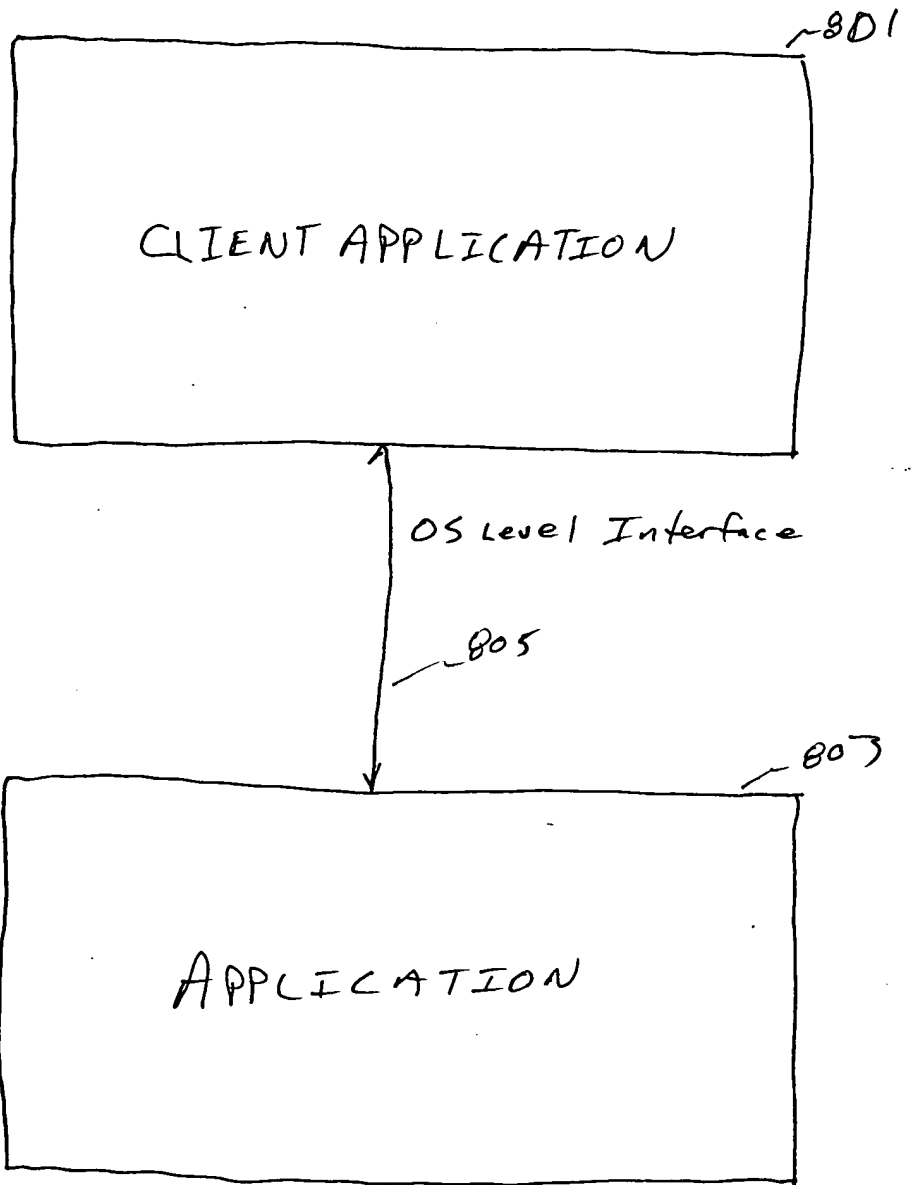 801
CLIENT APPLICATION
OS Level Interface
805
803
APPLICATION